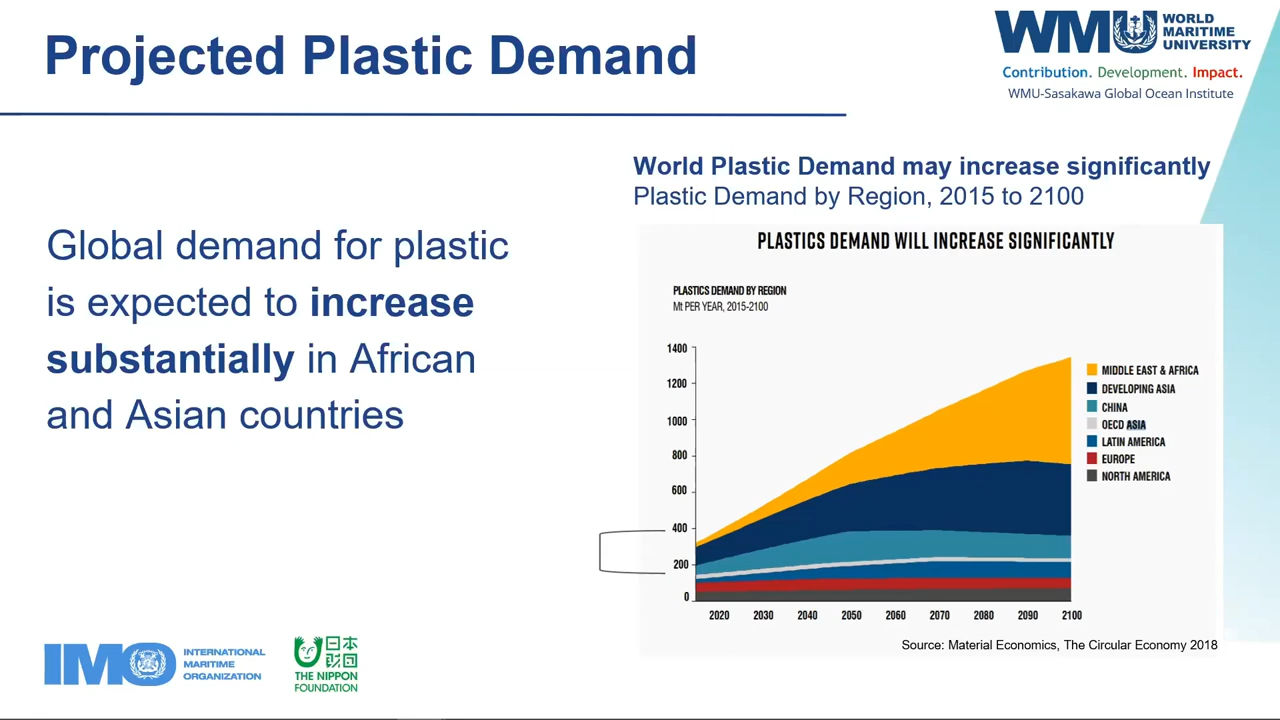 Projected Plastic Demand
WMU
WORLD
MARITIME
UNIVERSITY
Contribution. Development. Impact.
WMU-Sasakawa Global Ocean Institute
Global demand for plastic
is expected to increase
substantially in African
and Asian countries
World Plastic Demand may increase significantly
Plastic Demand by Region, 2015 to 2100
PLASTICS DEMAND WILL INCREASE SIGNIFICANTLY
PLASTICS DEMAND BY REGION
Mt PER YEAR, 2015-2100
1400
1200
1000
800
600
400
200
0
2020 2030 2040 2050 2060 2070 2080 2090 2100
MIDDLE EAST & AFRICA
DEVELOPING ASIA
CHINA
OECD ASIA
LATIN AMERICA
EUROPE
NORTH AMERICA
Source: Material Economics, The Circular Economy 2018
IMO
INTERNATIONAL
MARITIME
ORGANIZATION
日本
財団
THE NIPPON
FOUNDATION